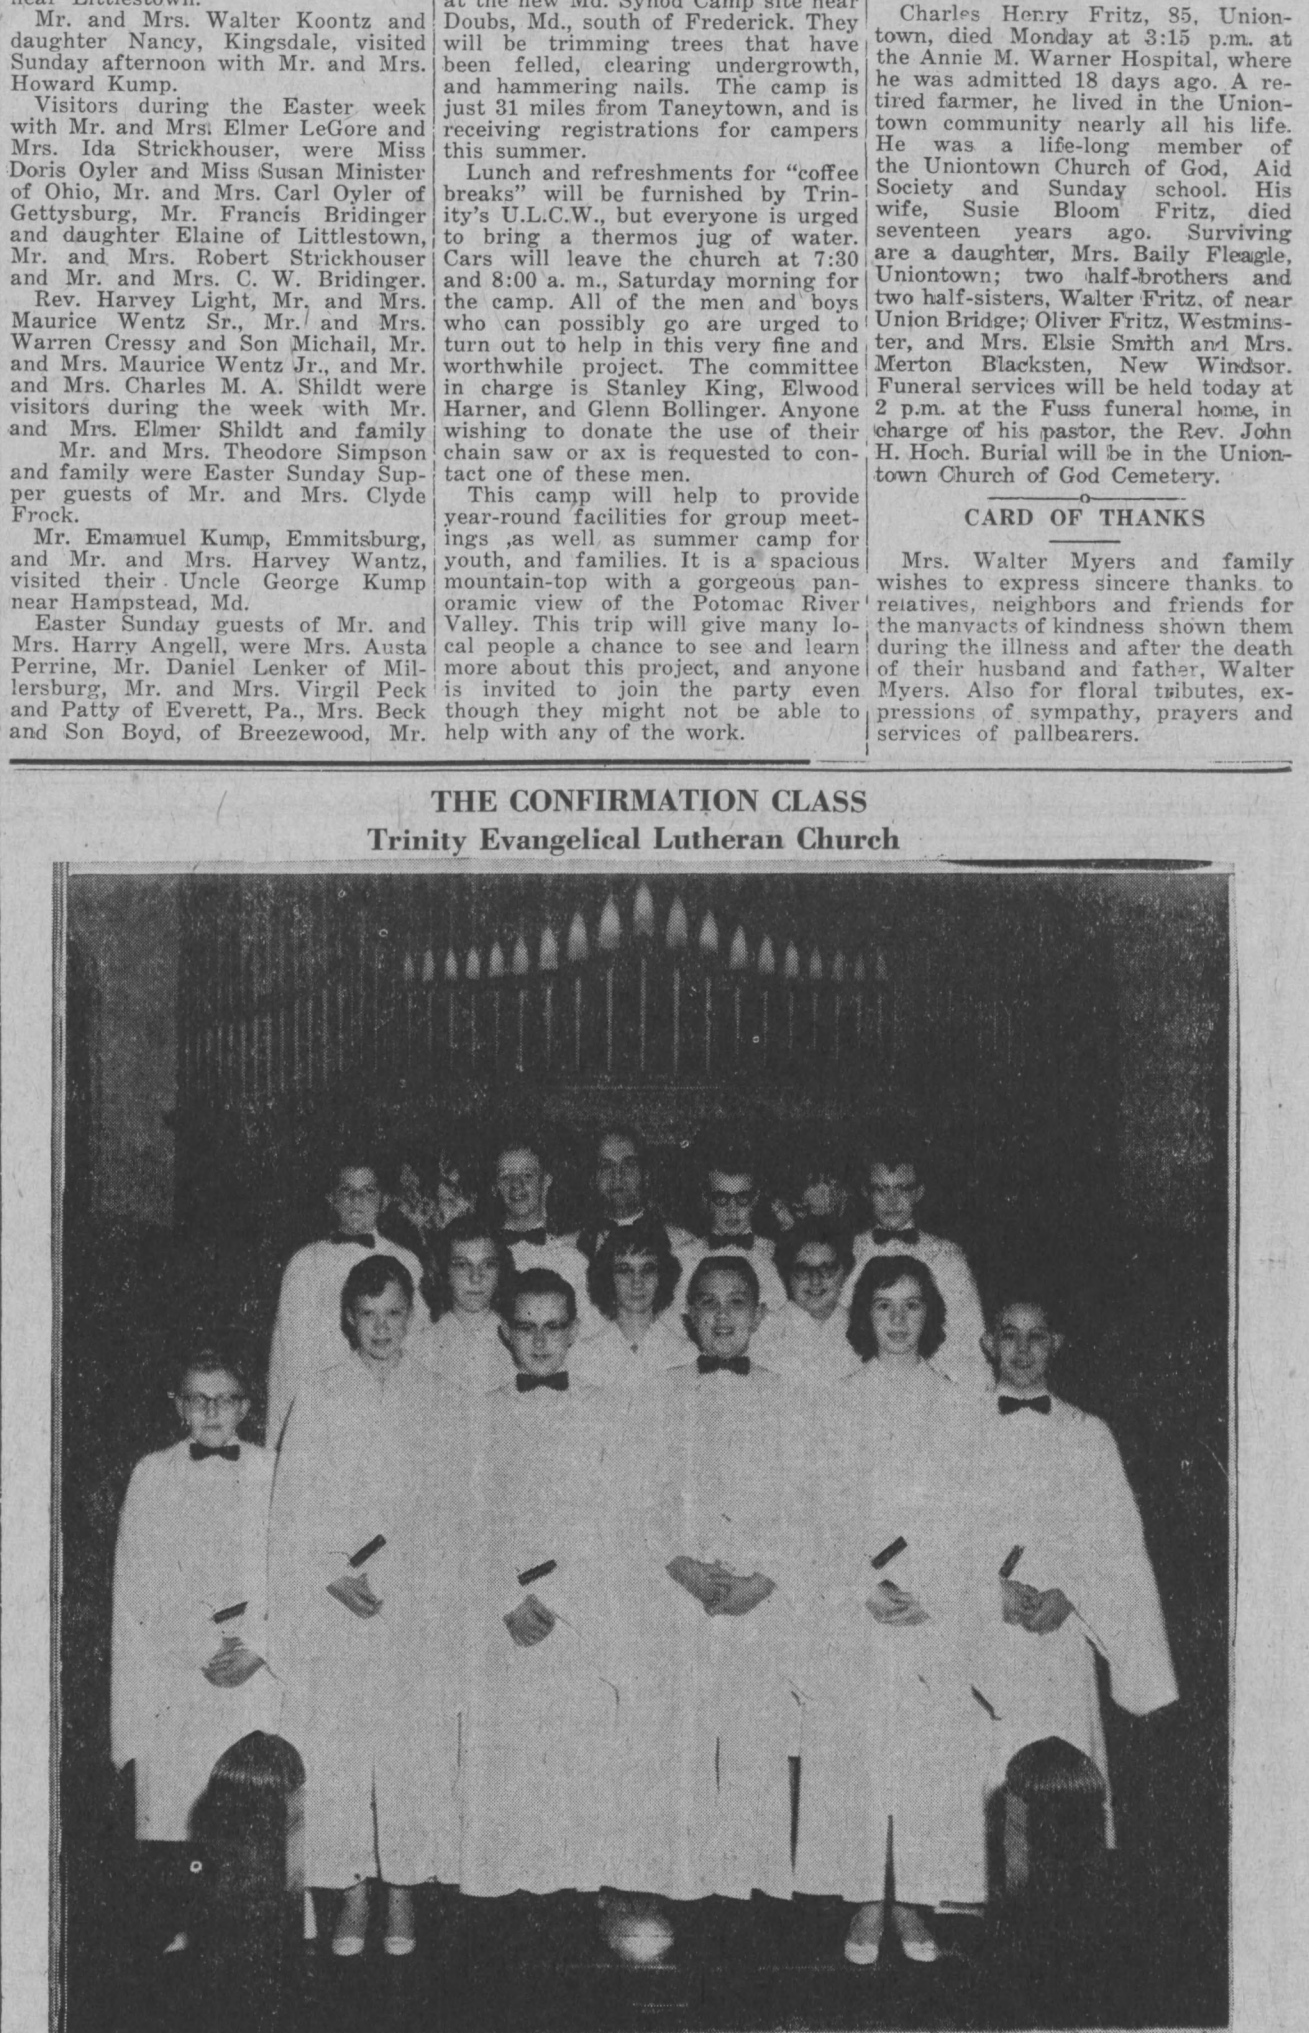 near Littlestown.
Mr. and Mrs. Walter Koontz and
daughter Nancy, Kingsdale, visited
Sunday afternoon with Mr. and Mrs.
Howard Kump.
Visitors during the Easter week
with Mr. and Mrs. Elmer LeGore and
Mrs. Ida Strickhouser, were Miss
Doris Oyler and Miss Susan Minister
of Ohio, Mr. and Mrs. Carl Oyler of
Gettysburg, Mr. Francis Bridinger
and daughter Elaine of Littlestown,
Mr. and Mrs. Robert Strickhouser
and Mr. and Mrs. C. W. Bridinger.
Rev. Harvey Light, Mr. and Mrs.
Maurice Wentz Sr., Mr. and Mrs.
Warren Cressy and Son Michail, Mr.
and Mrs. Maurice Wentz Jr., and Mr.
and Mrs. Charles M. A. Shildt were
visitors during the week with Mr.
and Mrs. Elmer Shildt and family
Mr. and Mrs. Theodore Simpson
and family were Easter Sunday Sup-
per guests of Mr. and Mrs. Clyde
Frock.
Mr. Emamuel Kump, Emmitsburg,
and Mr. and Mrs. Harvey Wantz,
visited their Uncle George Kump
near Hampstead, Md.
Easter Sunday guests of Mr. and
Mrs. Harry Angell, were Mrs. Austa
Perrine, Mr. Daniel Lenker of Mil-
lersburg, Mr. and Mrs. Virgil Peck
and Patty of Everett, Pa., Mrs. Beck
and Son Boyd, of Breezewood, Mr.
at the new Md. Synod Camp site near
Doubs, Md., south of Frederick. They
will be trimming trees that have
been felled, clearing undergrowth,
and hammering nails. The camp is
just 31 miles from Taneytown, and is
receiving registrations for campers
this summer.
Lunch and refreshments for "coffee
breaks" will be furnished by Trin-
ity's U.L.C.W., but everyone is urged
to bring a thermos jug of water.
Cars will leave the church at 7:30
and 8:00 a. m., Saturday morning for
the camp. All of the men and boys
who can possibly go are urged to
turn out to help in this very fine and
worthwhile project. The committee
in charge is Stanley King, Elwood
Harner, and Glenn Bollinger. Anyone
wishing to donate the use of their
chain saw or ax is requested to con-
tact one of these men.
This camp will help to provide
year-round facilities for group meet-
ings ,as well as summer camp for
youth, and families. It is a spacious
mountain-top with a gorgeous pan-
oramic view of the Potomac River
Valley. This trip will give many lo-
cal people a chance to see and learn
more about this project, and anyone
is invited to join the party even
though they might not be able to
help with any of the work.
Charles Henry Fritz, 85, Union-
town, died Monday at 3:15 p.m. at
the Annie M. Warner Hospital, where
he was admitted 18 days ago. A re-
tired farmer, he lived in the Union-
town community nearly all his life.
He was a life-long member of
the Uniontown Church of God, Aid
Society and Sunday school. His
wife, Susie Bloom Fritz, died
seventeen years ago. Surviving
are a daughter, Mrs. Baily Fleagle,
Uniontown; two half-brothers and
two half-sisters, Walter Fritz, of near
Union Bridge; Oliver Fritz, Westmins-
ter, and Mrs. Elsie Smith and Mrs.
Merton Blacksten, New Windsor.
Funeral services will be held today at
2 p.m. at the Fuss funeral home, in
charge of his pastor, the Rev. John
H. Hoch. Burial will be in the Union-
town Church of God Cemetery.
CARD OF THANKS
Mrs. Walter Myers and family
wishes to express sincere thanks to
relatives, neighbors and friends for
the manyacts of kindness shown them
during the illness and after the death
of their husband and father, Walter
Myers. Also for floral tributes, ex-
pressions of sympathy, prayers and
services of pallbearers.
THE CONFIRMATION CLASS
Trinity Evangelical Lutheran Church